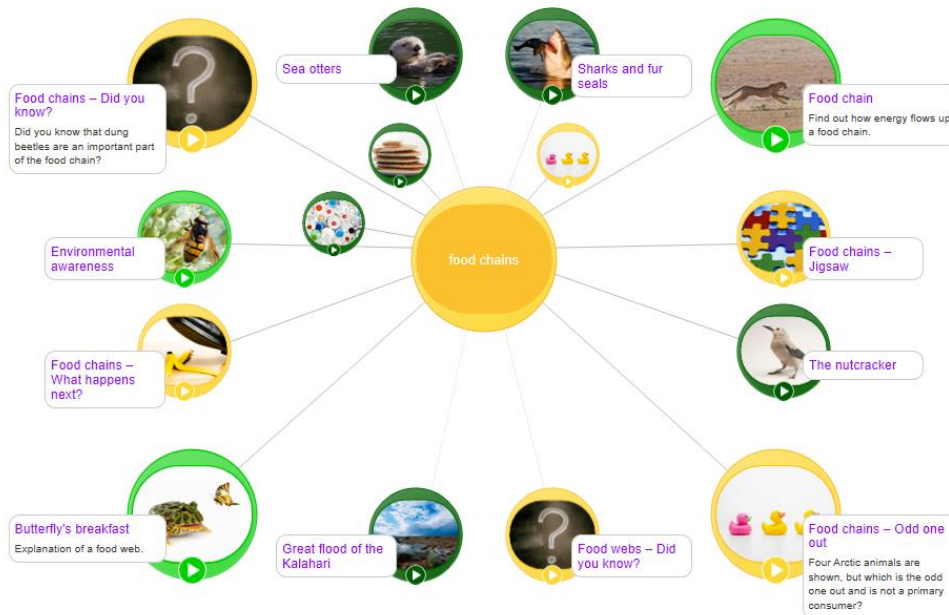 Sea otters
Sharks and fur
seals
Food chains – Did you
know?
Did you know that dung
beetles are an important part
of the food chain?
Food chain
Find out how energy flows up
a food chain.
Environmental
awareness
food chains
Food chains –
Jigsaw
Food chains –
What happens
next?
The nutcracker
Butterfly's breakfast
Explanation of a food web.
Great flood of the
Kalahari
Food webs – Did
you know?
Food chains – Odd one
out
Four Arctic animals are
shown, but which is the odd
one out and is not a primary
consumer?